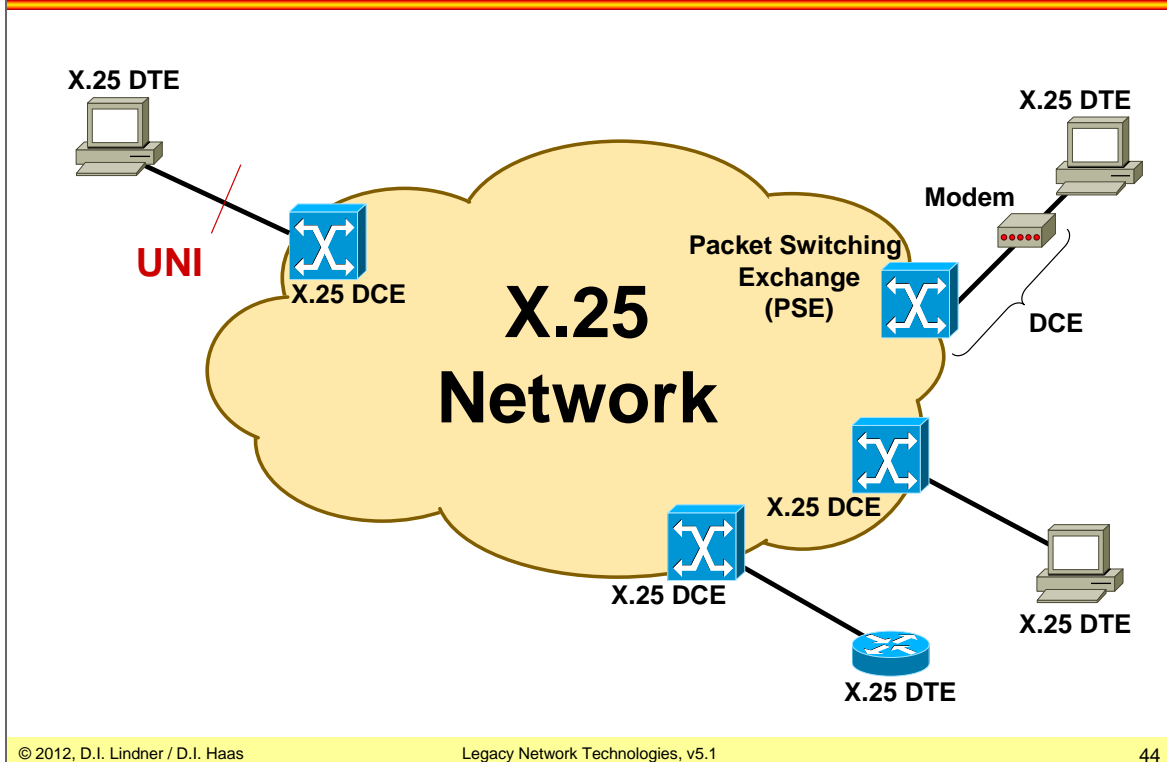 X.25 DTE
X.25 DTE
Modem
Packet Switching
Exchange
(PSE)
UNI
X.25 DCE
DCE
X.25
Network
X.25 DCE
X.25 DCE
X.25 DTE
X.25 DTE
© 2012, D.I. Lindner / D.I. Haas
Legacy Network Technologies, v5.1
44